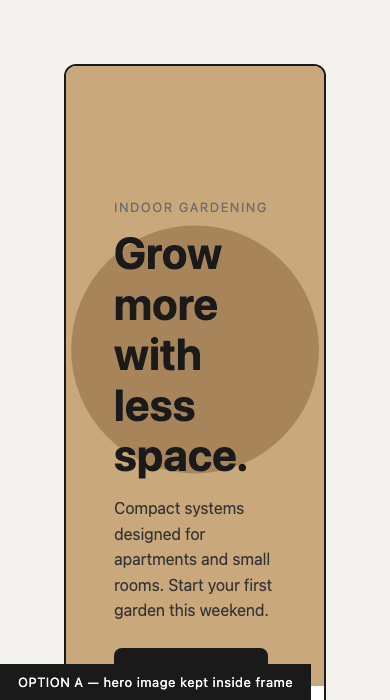 INDOOR GARDENING
Grow
more
with
less
space.
Compact systems
designed for
apartments and small
rooms. Start your first
garden this weekend.
OPTION A — hero image kept inside frame